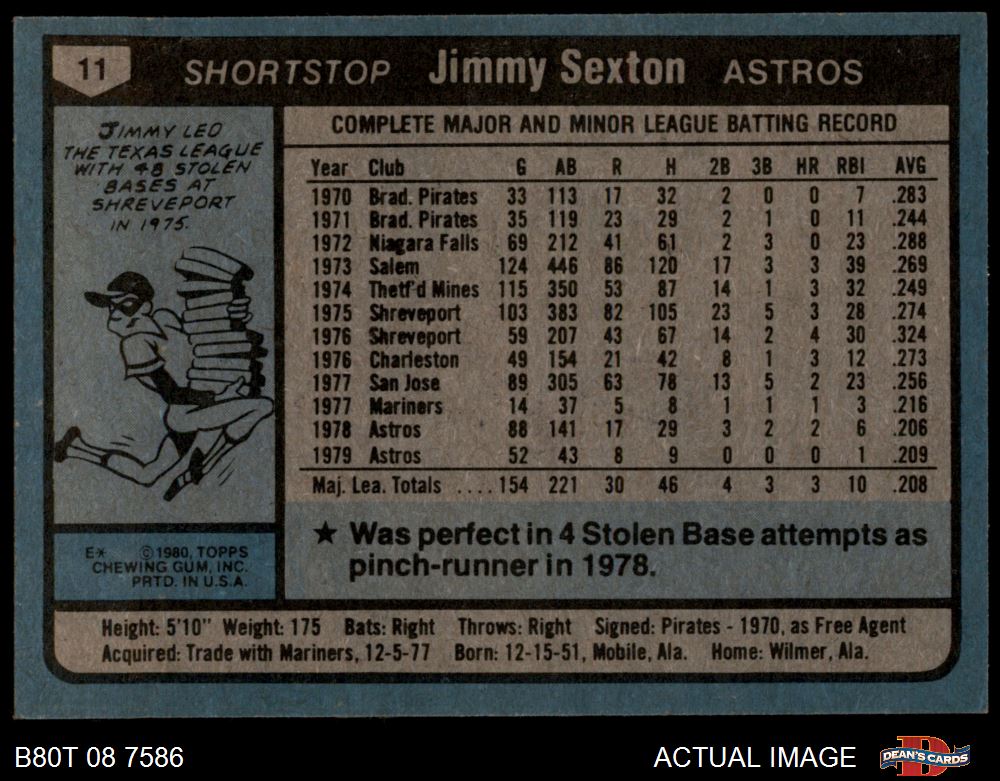 11 SHORTSTOP Jimmy Sexton ASTROS
JIMMY LED
THE TEXAS LEAGUE
WITH 48 STOLEN
BASES AT
SHREVEPORT
IN 1975.
COMPLETE MAJOR AND MINOR LEAGUE BATTING RECORD
Year Club G AB R H 2B 3B HR RBI AVG
1970 Brad. Pirates 33 113 17 32 2 0 0 7 .283
1971 Brad. Pirates 35 119 23 29 2 1 0 11 .244
1972 Niagara Falls 69 212 41 61 2 3 0 23 .288
1973 Salem 124 446 86 120 17 3 3 39 .269
1974 Thetf'd Mines 115 350 53 87 14 1 3 32 .249
1975 Shreveport 103 383 82 105 23 5 3 28 .274
1976 Shreveport 59 207 43 67 14 2 4 30 .324
1976 Charleston 49 154 21 42 8 1 3 12 .273
1977 San Jose 89 305 63 78 13 5 2 23 .256
1977 Mariners 14 37 5 8 1 1 1 3 .216
1978 Astros 88 141 17 29 3 2 2 6 .206
1979 Astros 52 43 8 9 0 0 0 1 .209
Maj. Lea. Totals .... 154 221 30 46 4 3 3 10 .208
★ Was perfect in 4 Stolen Base attempts as
pinch-runner in 1978.
E* ©1980, TOPPS
CHEWING GUM, INC.
PRTD. IN U.S.A.
Height: 5'10" Weight: 175 Bats: Right Throws: Right Signed: Pirates - 1970, as Free Agent
Acquired: Trade with Mariners, 12-5-77 Born: 12-15-51, Mobile, Ala. Home: Wilmer, Ala.
B80T 08 7586 ACTUAL IMAGE DEAN'S CARDS